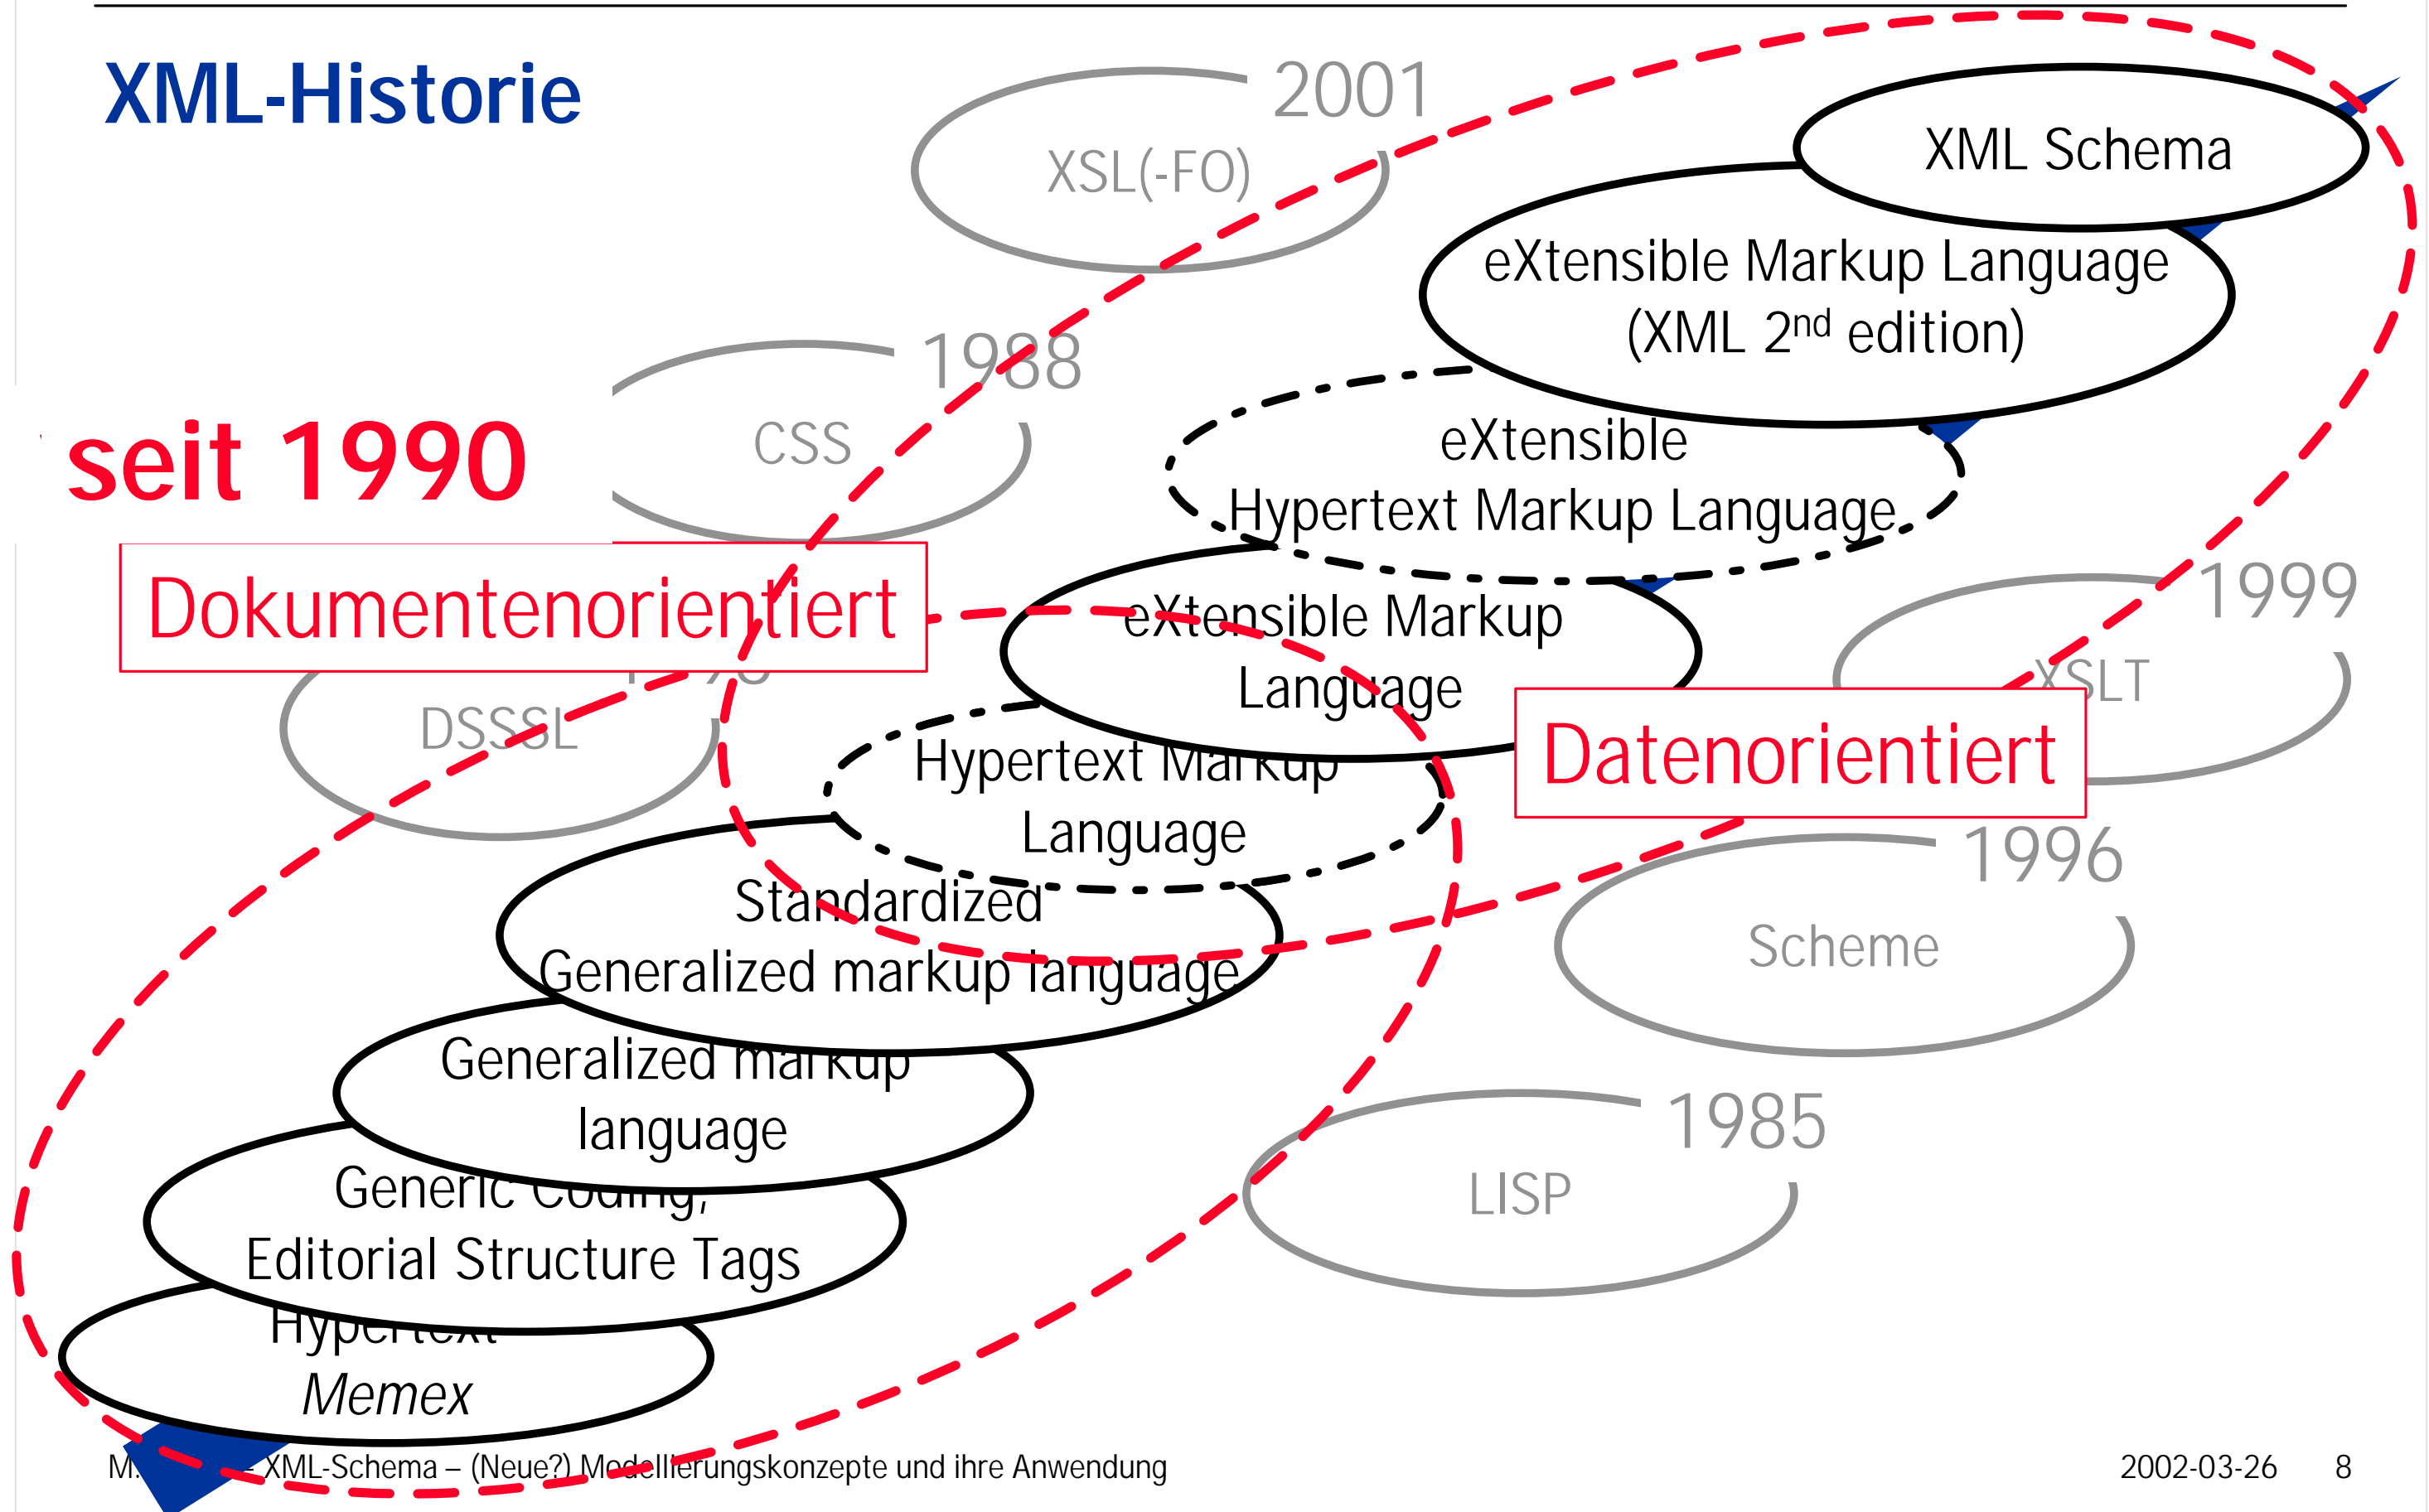 XML-Historie
2001
XSL(-FO)
XML Schema
eXtensible Markup Language
(XML 2nd edition)
1988
CSS
seit 1990
eXtensible
Hypertext Markup Language
Dokumentenorientiert
1999
XSLT
eXtensible Markup
Language
DSSSL
Datenorientiert
Hypertext Markup
Language
1996
Scheme
Standardized
Generalized markup language
Generalized markup
language
1985
LISP
Generic Coding,
Editorial Structure Tags
Hypertext
Memex
M. – XML-Schema – (Neue?) Modellierungskonzepte und ihre Anwendung
2002-03-26
8